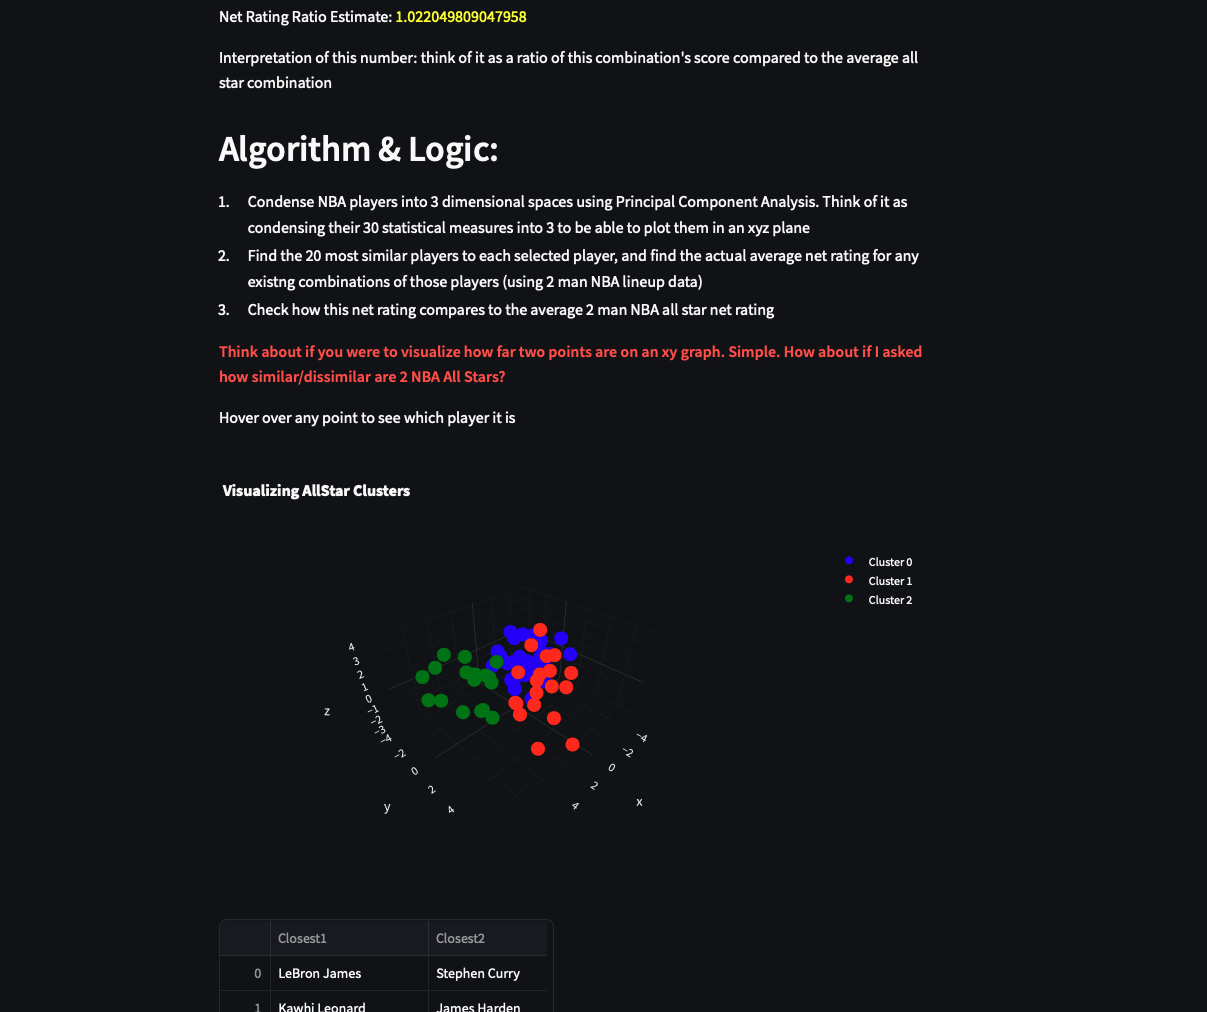 Net Rating Ratio Estimate: 1.022049809047958
Interpretation of this number: think of it as a ratio of this combination's score compared to the average all
star combination
Algorithm & Logic:
1. Condense NBA players into 3 dimensional spaces using Principal Component Analysis. Think of it as
condensing their 30 statistical measures into 3 to be able to plot them in an xyz plane
2. Find the 20 most similar players to each selected player, and find the actual average net rating for any
existng combinations of those players (using 2 man NBA lineup data)
3. Check how this net rating compares to the average 2 man NBA all star net rating
Think about if you were to visualize how far two points are on an xy graph. Simple. How about if I asked
how similar/dissimilar are 2 NBA All Stars?
Hover over any point to see which player it is
Visualizing AllStar Clusters
Cluster 0
Cluster 1
Cluster 2
4
3
2
1
0
−1
−2
−3
−4
z
−2
0
2
4
y
−4
−2
0
2
4
x
Closest1 Closest2
0 LeBron James Stephen Curry
1 Kawhi Leonard James Harden